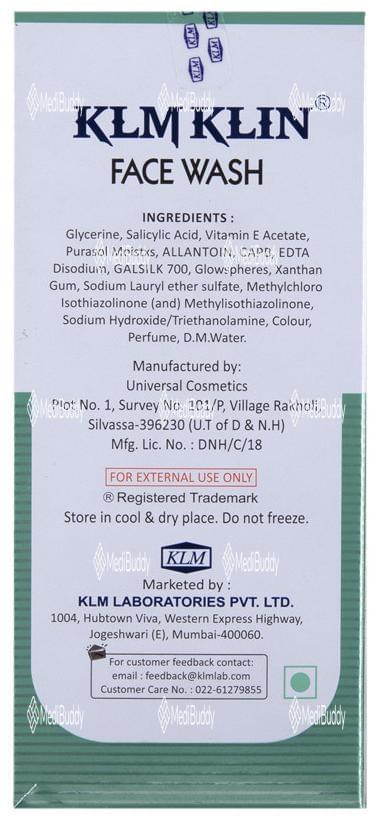 KLM KLIN®
FACE WASH
INGREDIENTS :
Glycerine, Salicylic Acid, Vitamin E Acetate,
Purasol Moistxs, ALLANTOIN, CARB, EDTA
Disodium, GALSILK 700, Glowspheres, Xanthan
Gum, Sodium Lauryl ether sulfate, Methylchloro
Isothiazolinone (and) Methylisothiazolinone,
Sodium Hydroxide/Triethanolamine, Colour,
Perfume, D.M.Water.
Manufactured by:
Universal Cosmetics
Plot No. 1, Survey No. 101/P, Village Rakholi,
Silvassa-396230 (U.T of D & N.H)
Mfg. Lic. No. : DNH/C/18
FOR EXTERNAL USE ONLY
® Registered Trademark
Store in cool & dry place. Do not freeze.
KLM
Marketed by :
KLM LABORATORIES PVT. LTD.
1004, Hubtown Viva, Western Express Highway,
Jogeshwari (E), Mumbai-400060.
For customer feedback contact:
email : feedback@klmlab.com
Customer Care No. : 022-61279855
MediBuddy